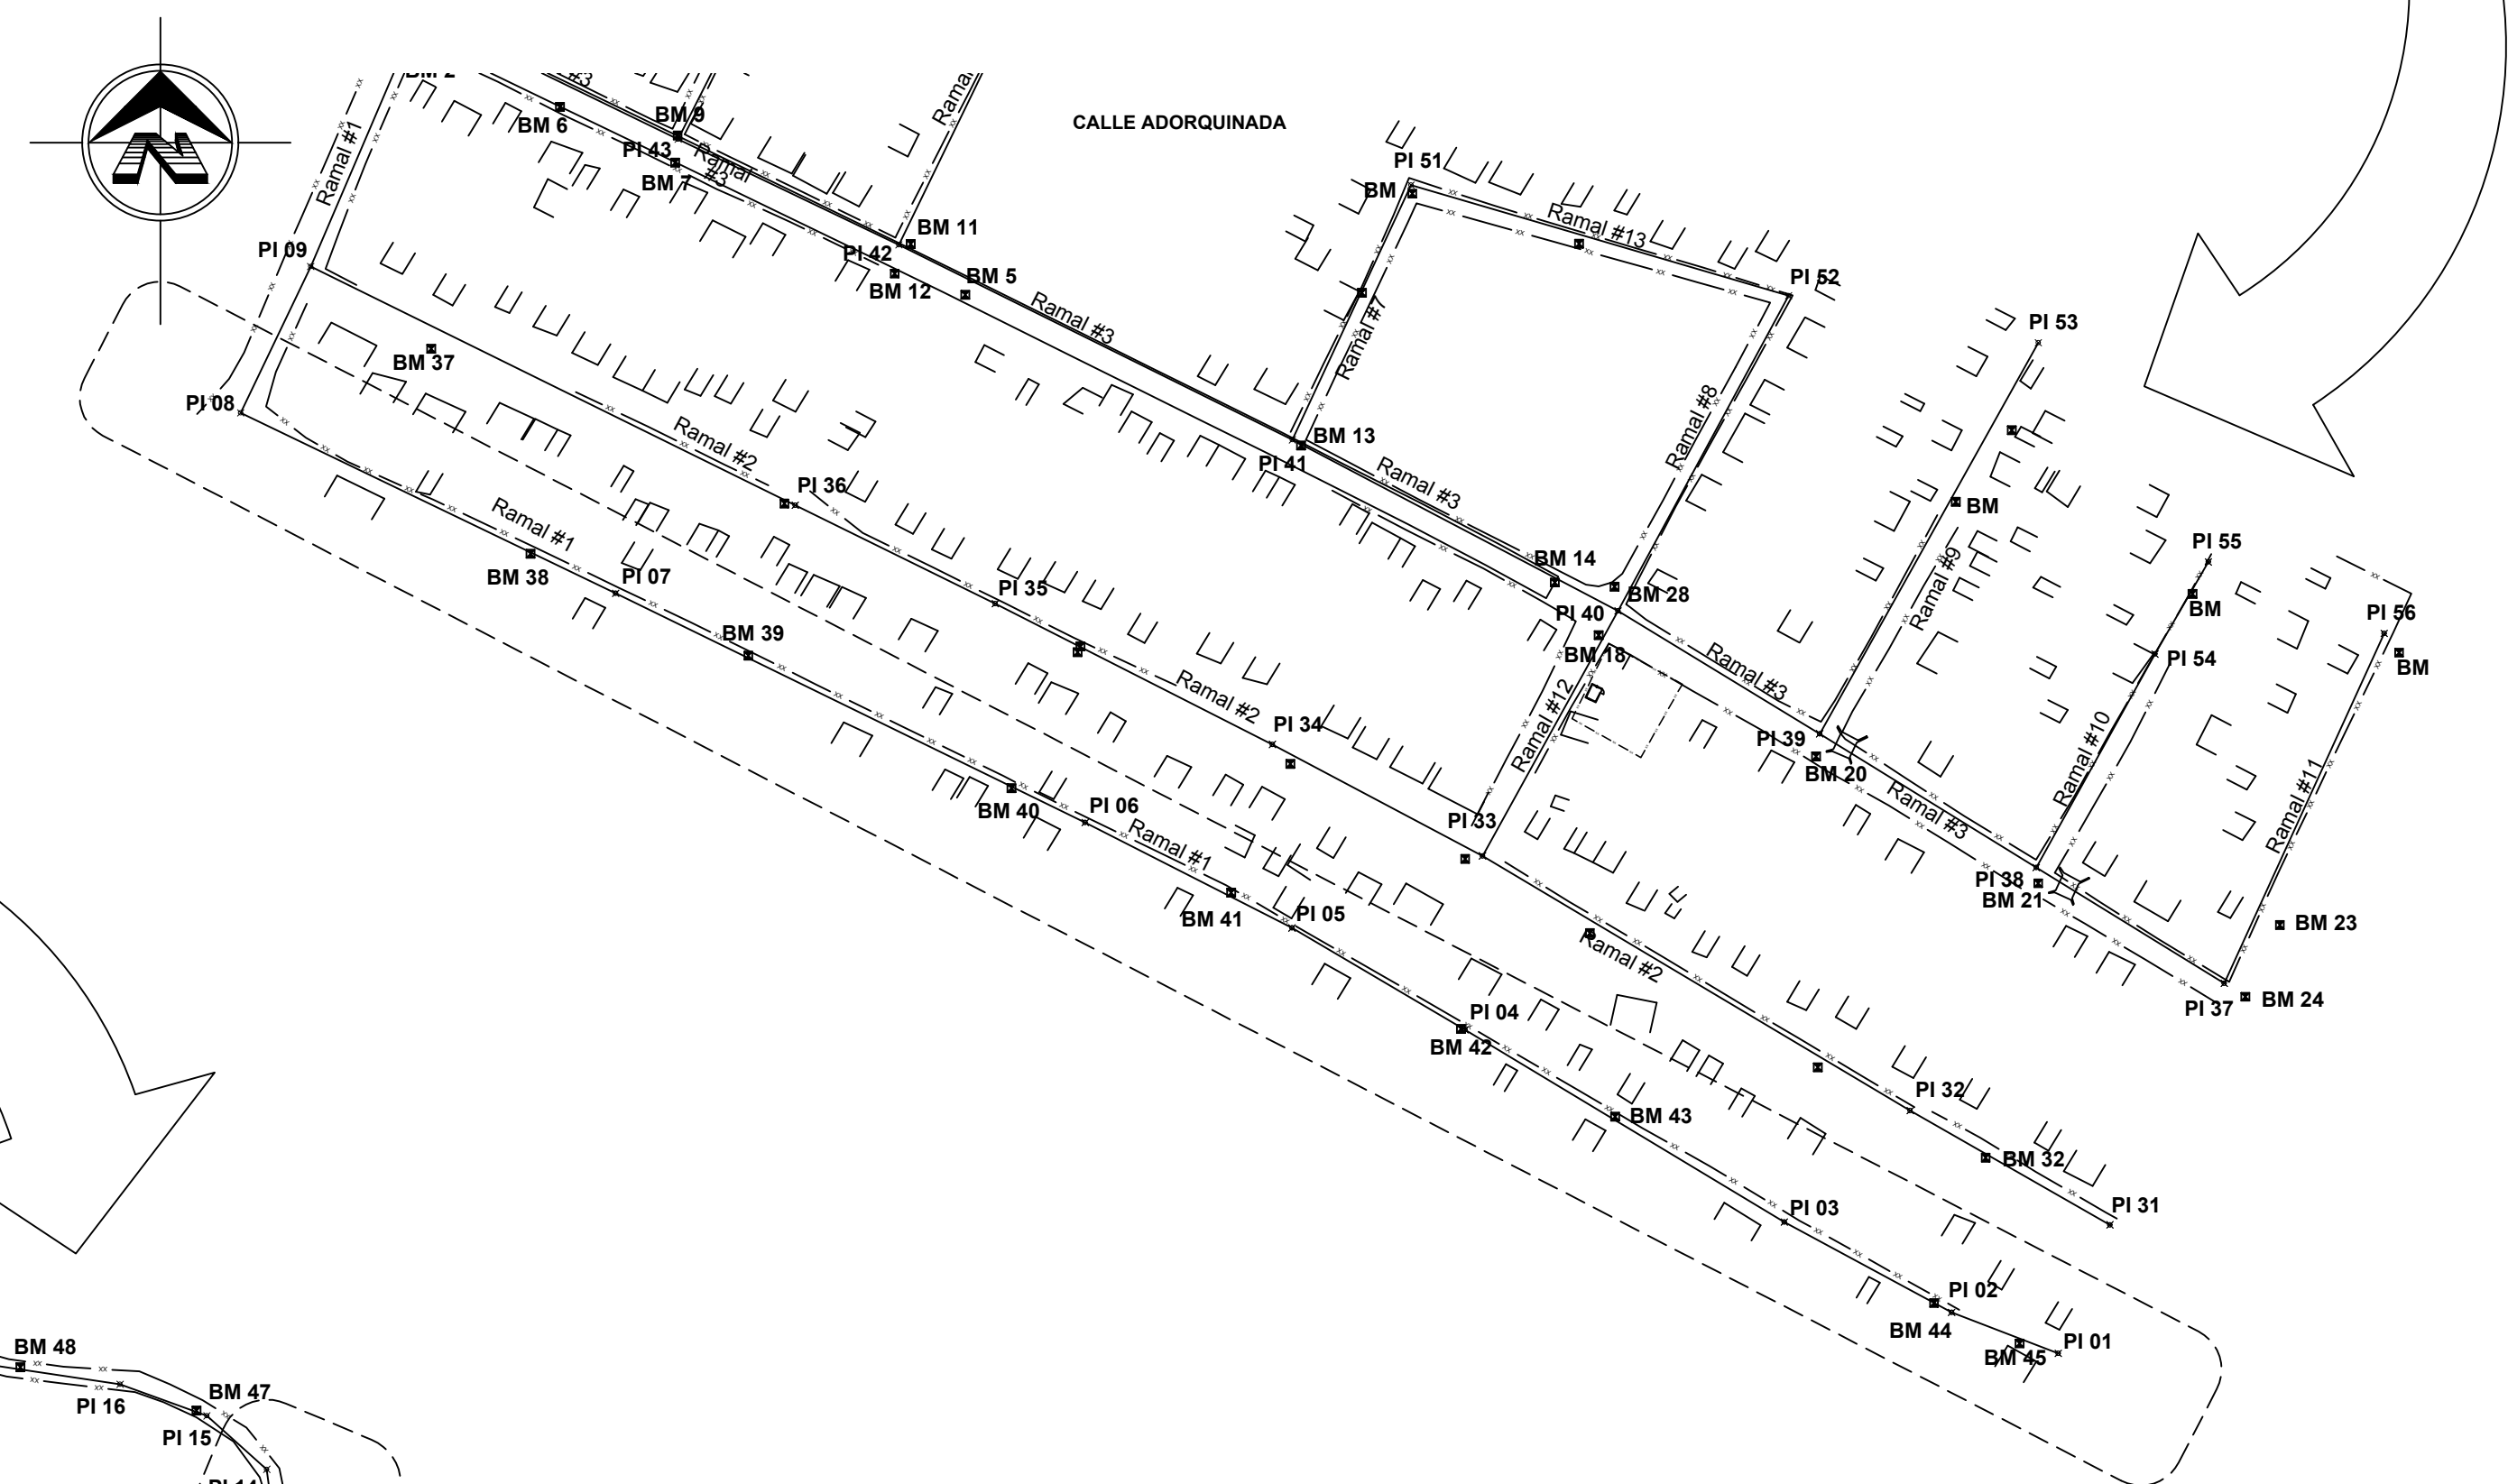 BM 2
#3
BM 6
BM 9
PI 43
BM 7
Ramal
#3
Ramal
CALLE ADORQUINADA
Ramal #1
PI 09
BM 11
PI 42
BM 12
BM 5
Ramal #3
PI 51
BM
Ramal #13
PI 52
Ramal #7
Ramal #8
PI 53
BM 37
PI 08
Ramal #2
PI 36
BM 13
PI 41
Ramal #3
BM
Ramal #1
BM 38
PI 07
PI 35
BM 14
BM 28
PI 40
BM 18
Ramal #9
PI 55
BM
PI 56
BM
PI 54
BM 39
Ramal #2
PI 34
Ramal #12
Ramal #3
PI 39
BM 20
Ramal #10
Ramal #11
BM 40
PI 06
Ramal #1
PI 33
Ramal #3
PI 38
BM 21
BM 41
PI 05
Ramal #2
BM 23
PI 37
BM 24
PI 04
BM 42
BM 43
PI 32
BM 32
PI 03
PI 31
PI 02
BM 44
BM 45
PI 01
BM 48
PI 16
BM 47
PI 15
PI 14